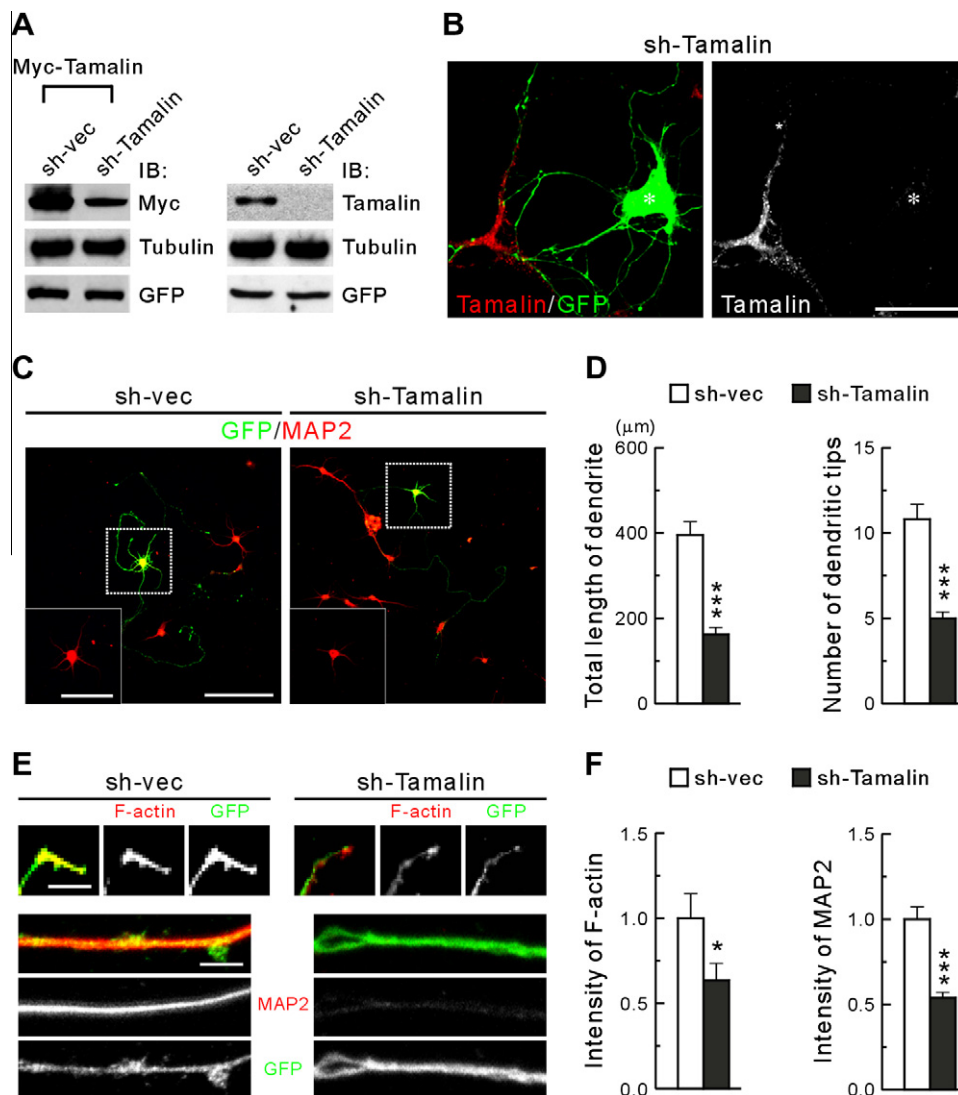 A
Myc-Tamalin
sh-vec
sh-Tamalin
IB:
Myc
Tubulin
GFP
sh-vec
sh-Tamalin
IB:
Tamalin
Tubulin
GFP
B
sh-Tamalin
*
Tamalin/GFP
*
*
Tamalin
C
sh-vec
sh-Tamalin
GFP/MAP2
D
sh-vec
sh-Tamalin
(μm)
600
400
200
0
Total length of dendrite
***
15
10
5
0
Number of dendritic tips
***
E
sh-vec
sh-Tamalin
F-actin
GFP
F-actin
GFP
MAP2
GFP
F
sh-vec
sh-Tamalin
1.5
1.0
0.5
0.0
Intensity of F-actin
*
1.5
1.0
0.5
0.0
Intensity of MAP2
***